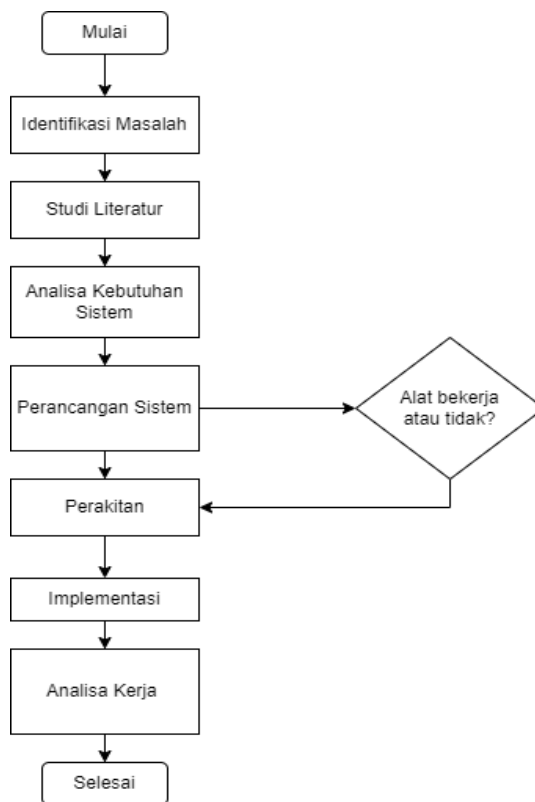 Mulai
Identifikasi Masalah
Studi Literatur
Analisa Kebutuhan
Sistem
Perancangan Sistem
Alat bekerja
atau tidak?
Perakitan
Implementasi
Analisa Kerja
Selesai